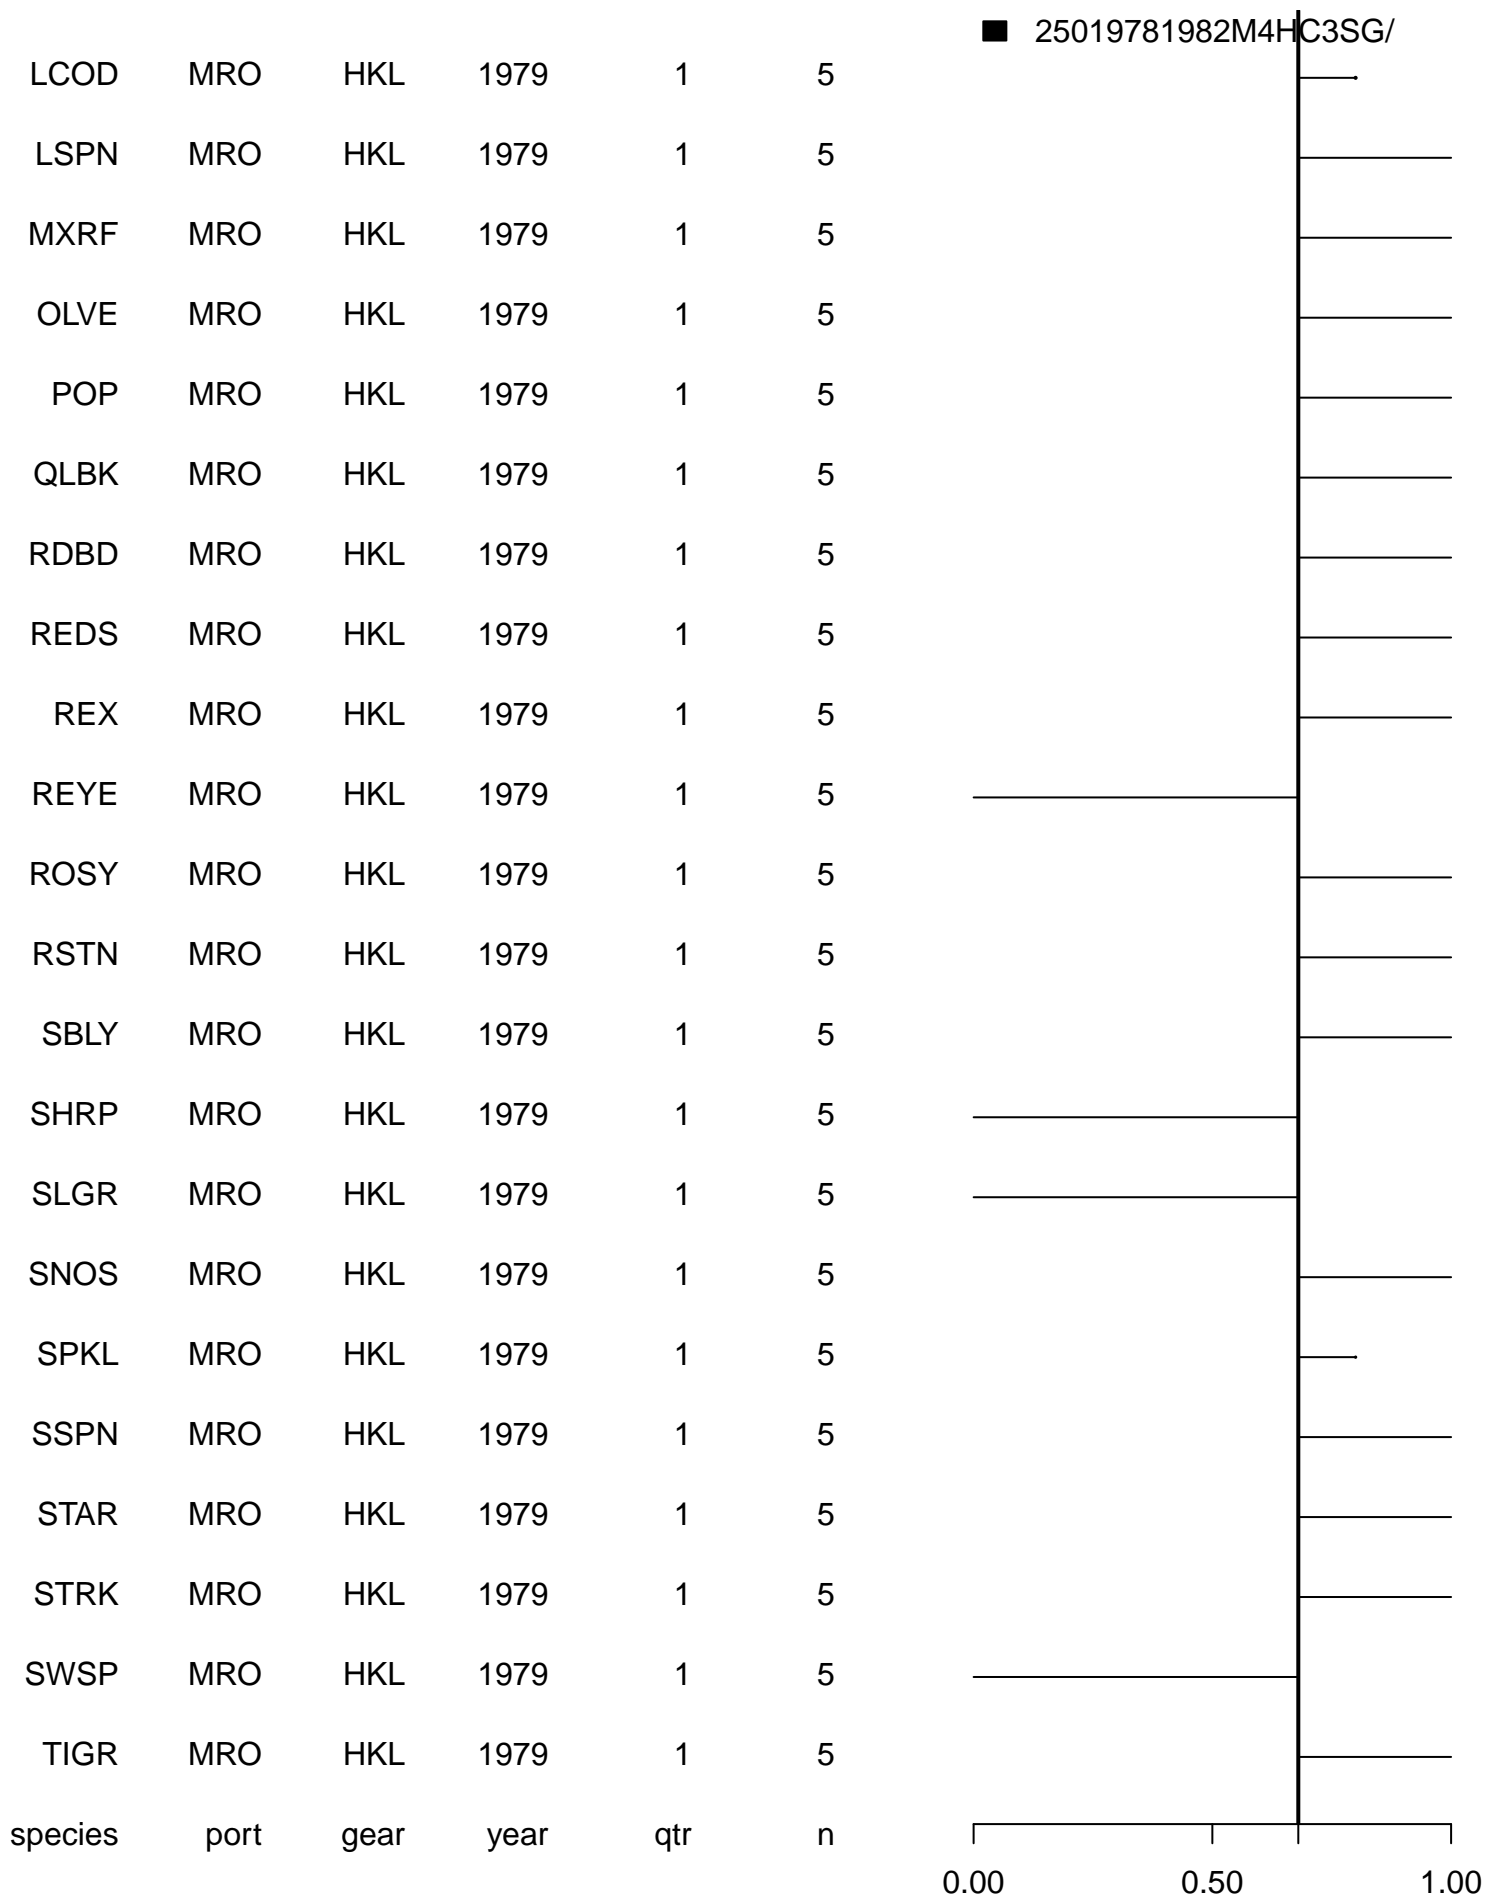 25019781982M4HC3SG/
LCOD MRO HKL 1979 1 5
LSPN MRO HKL 1979 1 5
MXRF MRO HKL 1979 1 5
OLVE MRO HKL 1979 1 5
POP MRO HKL 1979 1 5
QLBK MRO HKL 1979 1 5
RDBD MRO HKL 1979 1 5
REDS MRO HKL 1979 1 5
REX MRO HKL 1979 1 5
REYE MRO HKL 1979 1 5
ROSY MRO HKL 1979 1 5
RSTN MRO HKL 1979 1 5
SBLY MRO HKL 1979 1 5
SHRP MRO HKL 1979 1 5
SLGR MRO HKL 1979 1 5
SNOS MRO HKL 1979 1 5
SPKL MRO HKL 1979 1 5
SSPN MRO HKL 1979 1 5
STAR MRO HKL 1979 1 5
STRK MRO HKL 1979 1 5
SWSP MRO HKL 1979 1 5
TIGR MRO HKL 1979 1 5
species port gear year qtr n
0.00 0.50 1.00